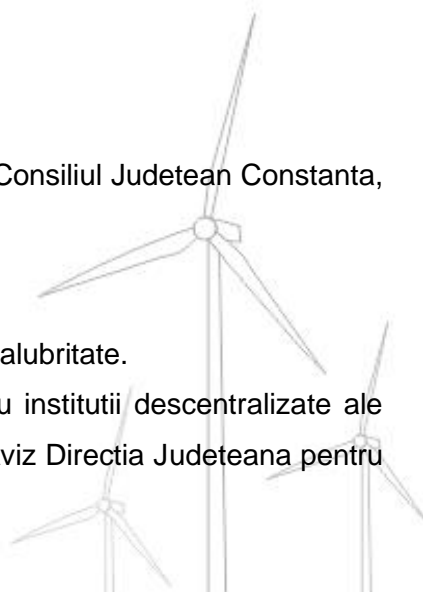 Consiliul Judetean Constanta,
alubritate.
u institutii descentralizate ale
viz Directia Judeteana pentru